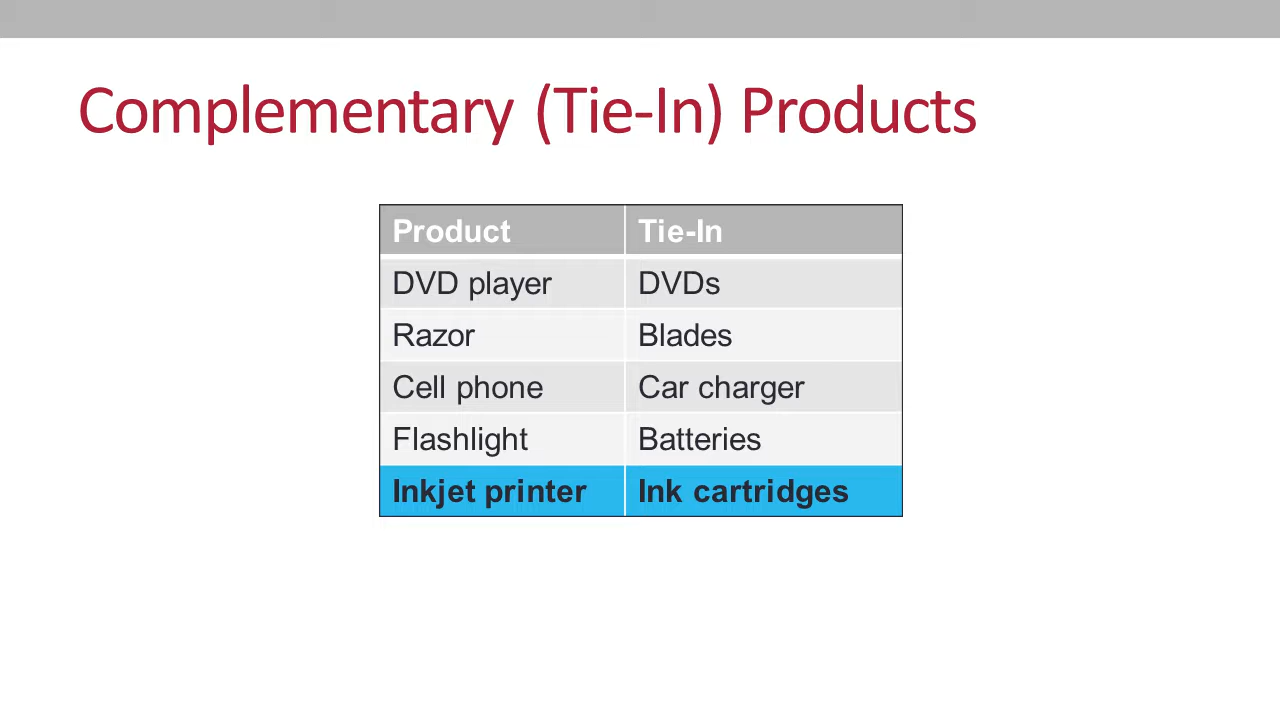 Complementary (Tie-In) Products
Product Tie-In
DVD player DVDs
Razor Blades
Cell phone Car charger
Flashlight Batteries
Inkjet printer Ink cartridges